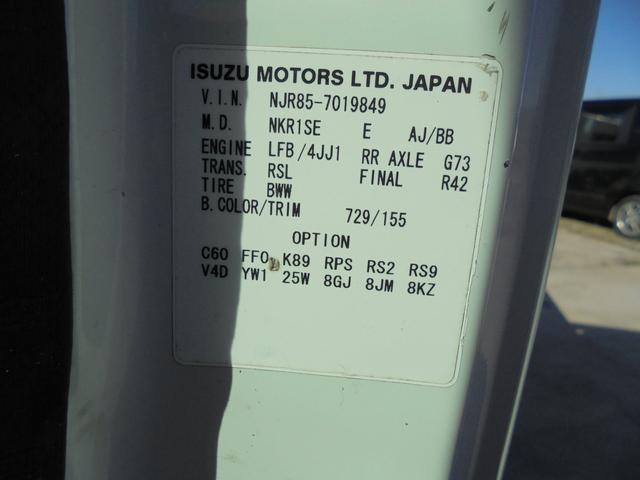 ISUZU MOTORS LTD. JAPAN
V.I.N. NJR85-7019849
M.D. NKR1SE E AJ/BB
ENGINE LFB/4JJ1 RR AXLE G73
TRANS. RSL FINAL R42
TIRE BWW
B.COLOR/TRIM 729/155
OPTION
C60 FF0 K89 RPS RS2 RS9
V4D YW1 25W 8GJ 8JM 8KZ